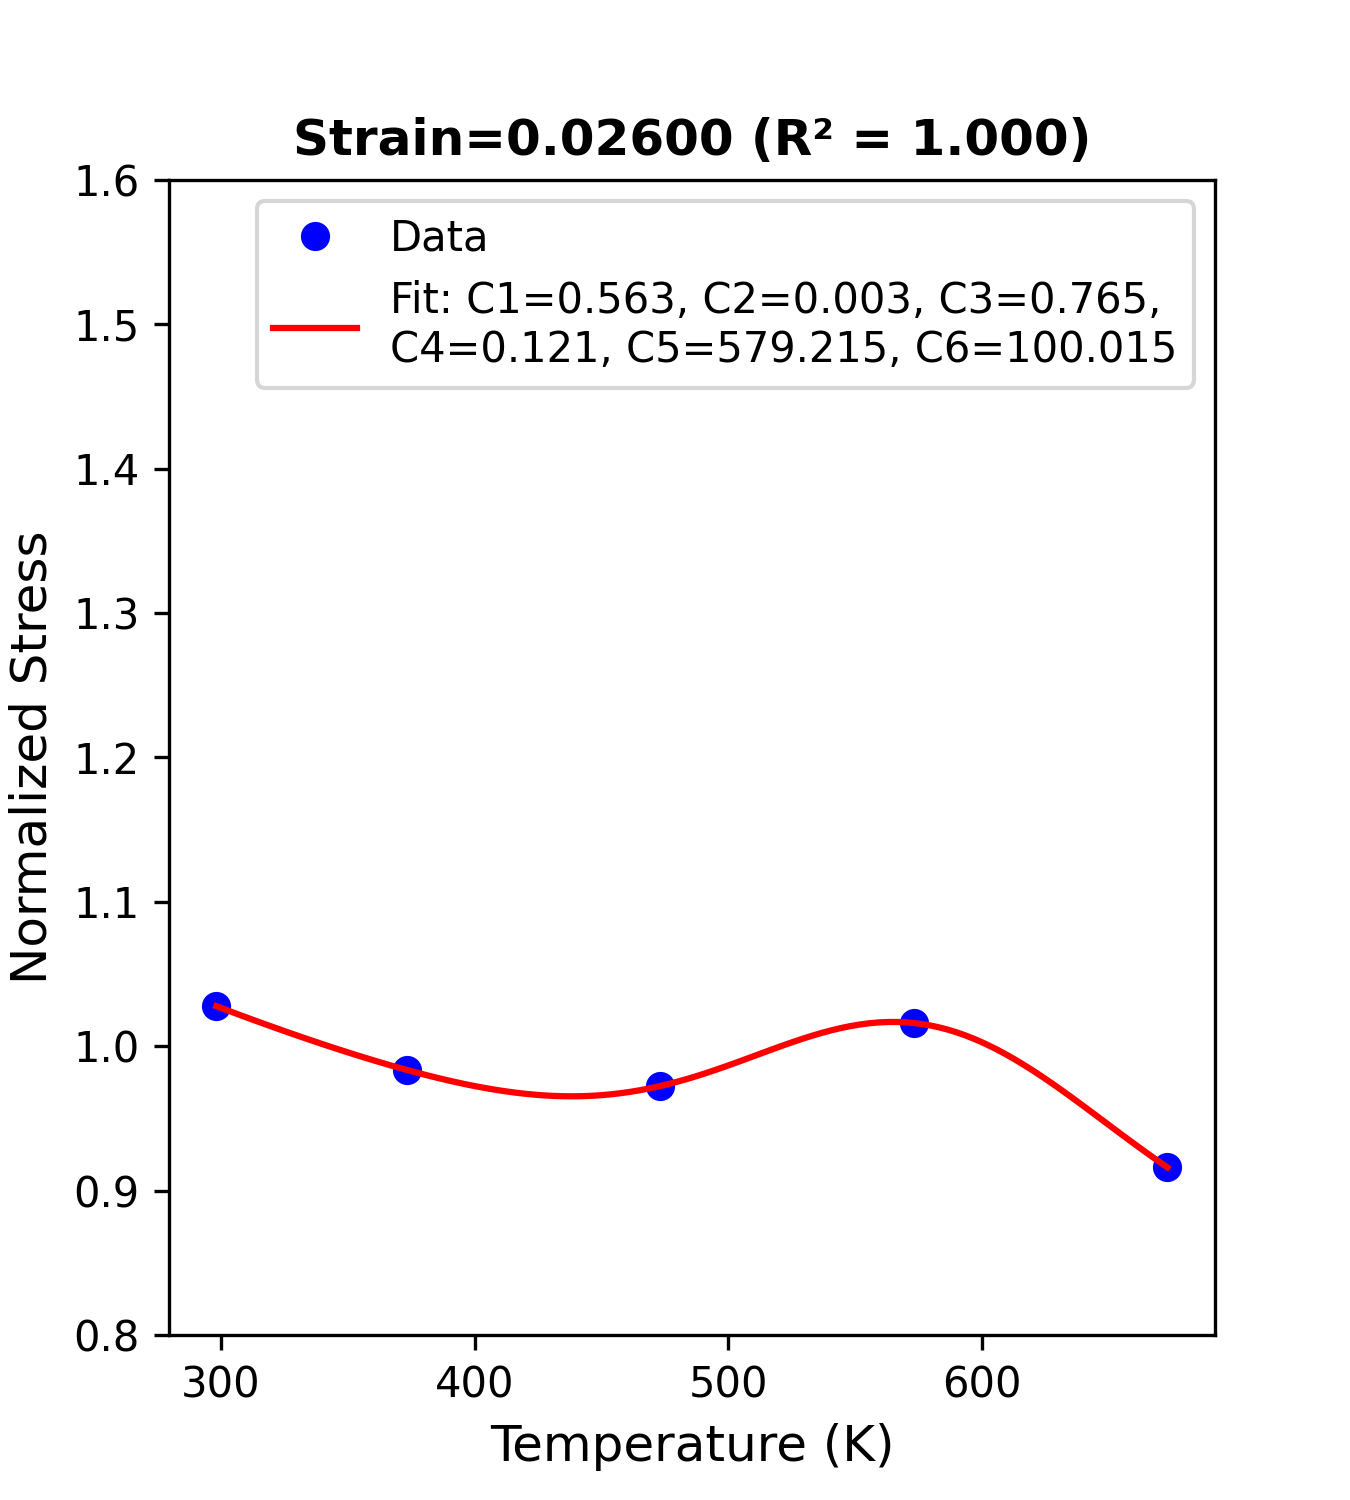 Strain=0.02600 (R² = 1.000)
1.6
1.5
1.4
1.3
1.2
1.1
1.0
0.9
0.8
Normalized Stress
Data
Fit: C1=0.563, C2=0.003, C3=0.765,
C4=0.121, C5=579.215, C6=100.015
300 400 500 600
Temperature (K)